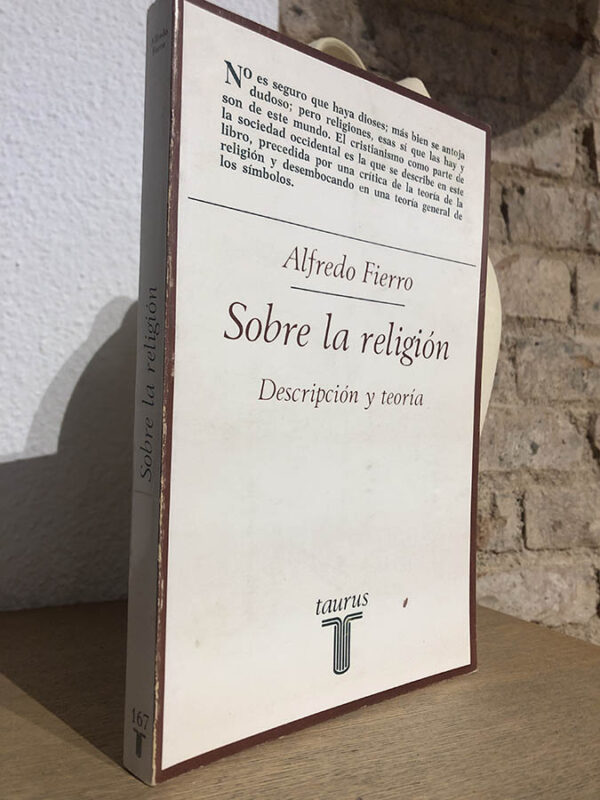 No es seguro que haya dioses; más bien se antoja
dudoso; pero religiones, esas sí que las hay y
son de este mundo. El cristianismo como parte de
la sociedad occidental es la que se describe en este
libro, precedida por una crítica de la teoría de la
religión y desembocando en una teoría general de
los símbolos.
Alfredo Fierro
Sobre la religión
Descripción y teoría
taurus
Alfredo
Fierro
Sobre la religión
167